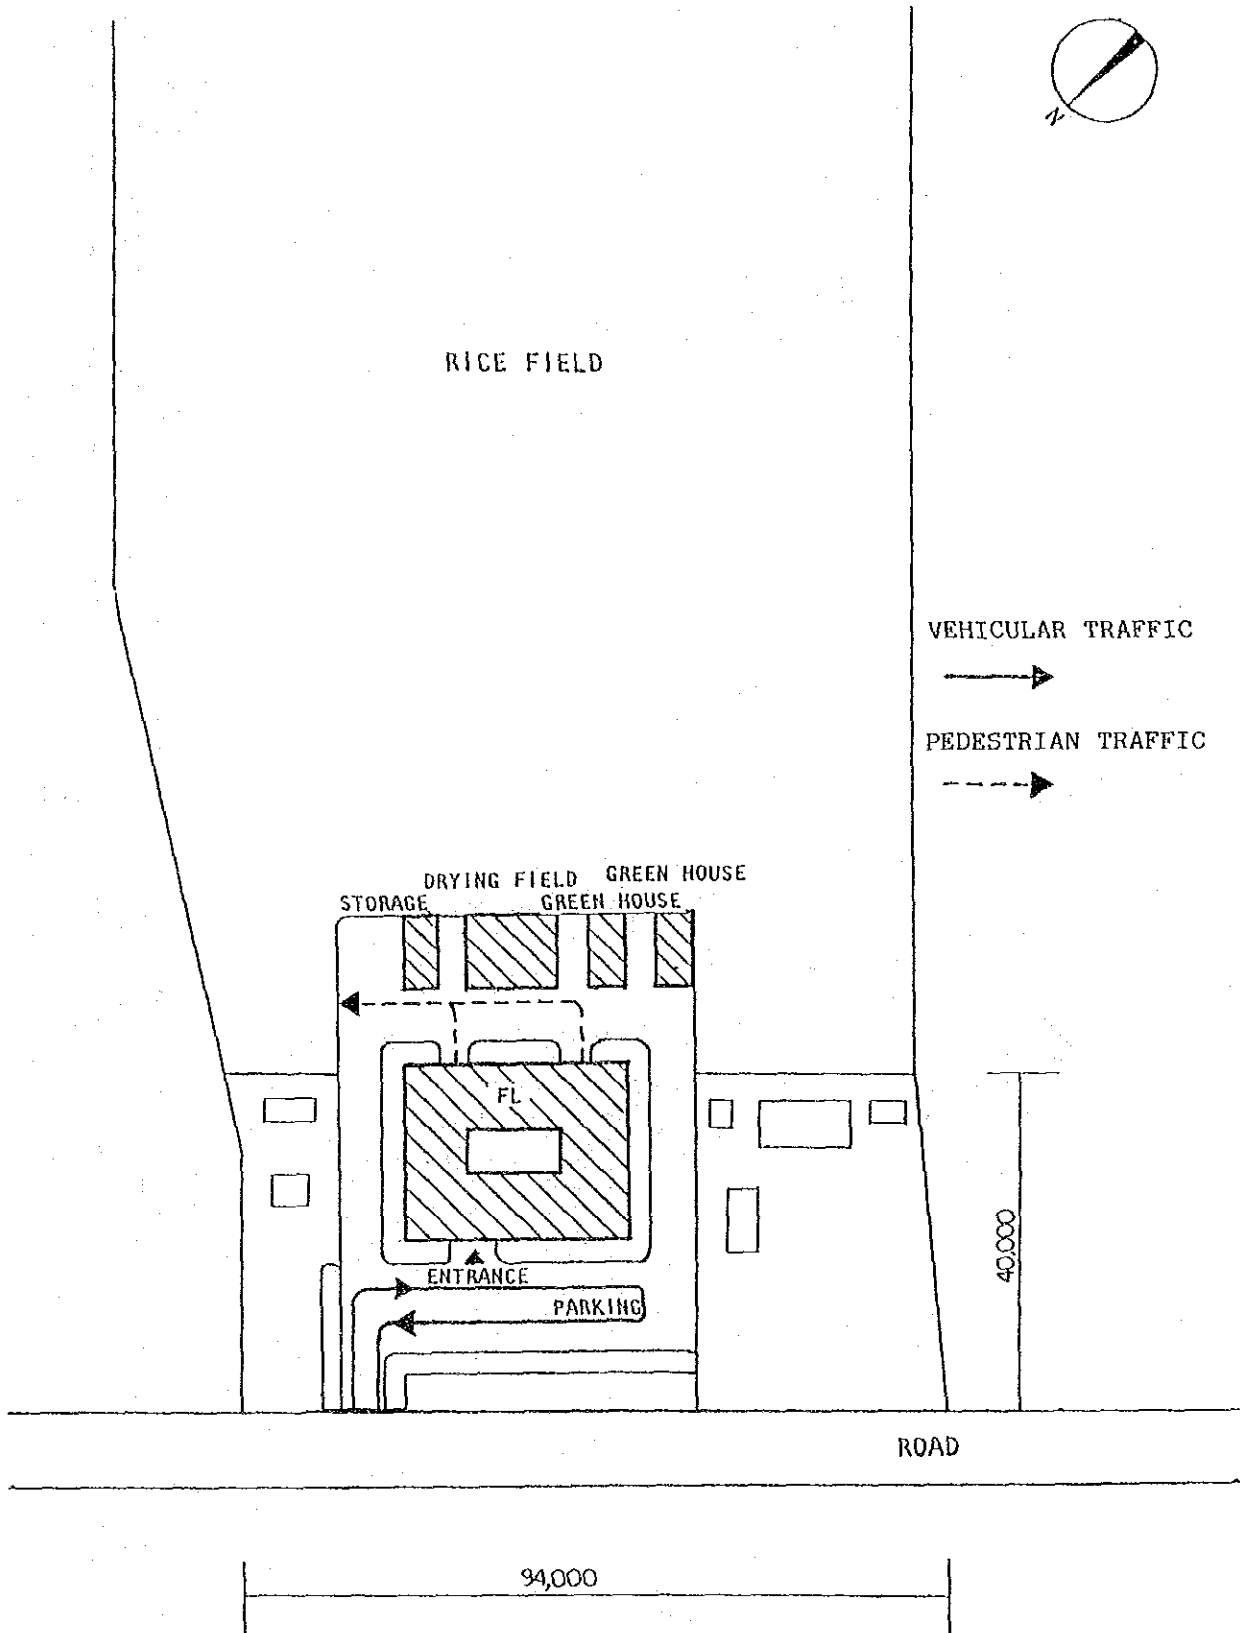 N
RICE FIELD
VEHICULAR TRAFFIC
PEDESTRIAN TRAFFIC
GREEN HOUSE
DRYING FIELD
STORAGE
GREEN HOUSE
FL
40,000
ENTRANCE
PARKING
ROAD
94,000